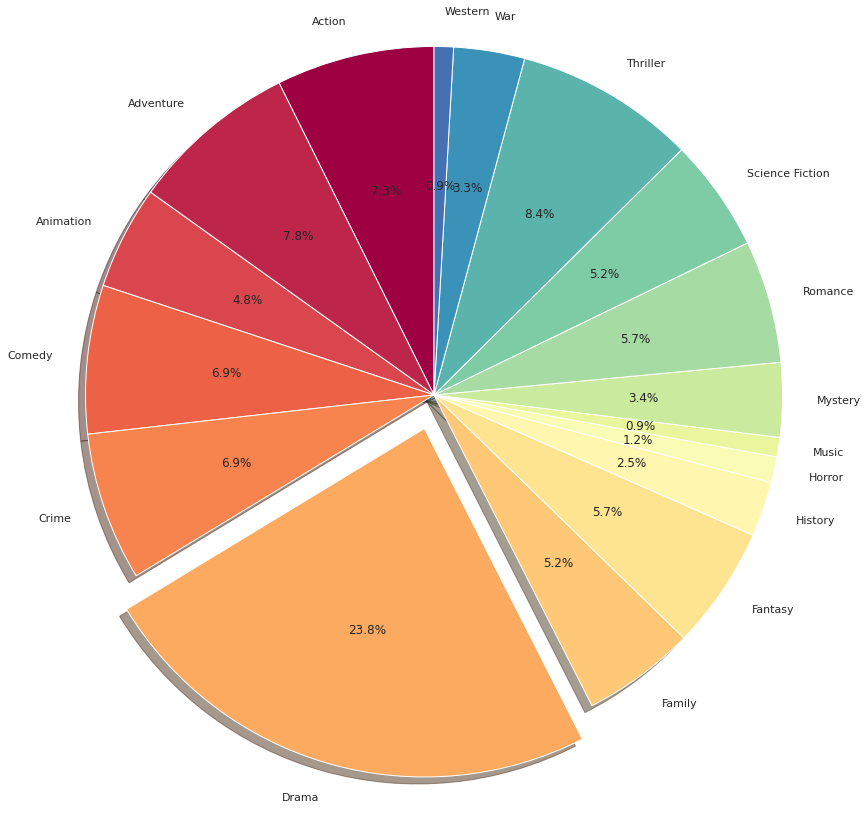 Western
War
Action
Thriller
Adventure
Science Fiction
0.9%
3.3%
7.3%
8.4%
Animation
7.8%
5.2%
Romance
4.8%
5.7%
Comedy
6.9%
3.4%
Mystery
0.9%
1.2%
Music
6.9%
2.5%
Horror
Crime
5.7%
History
5.2%
Fantasy
23.8%
Family
Drama